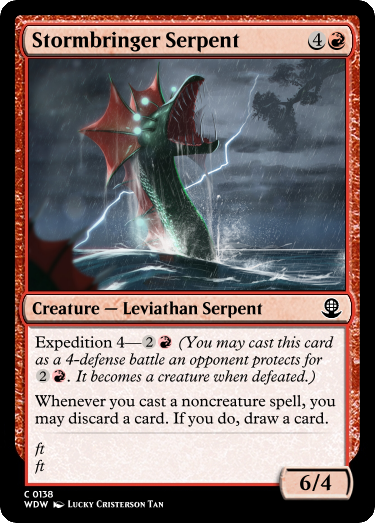 Stormbringer Serpent 4
Creature — Leviathan Serpent
Expedition 4—2 (You may cast this card
as a 4-defense battle an opponent protects for
2 . It becomes a creature when defeated.)
Whenever you cast a noncreature spell, you
may discard a card. If you do, draw a card.
ft
ft
6/4
C 0138
WDW Lucky Cristerson Tan